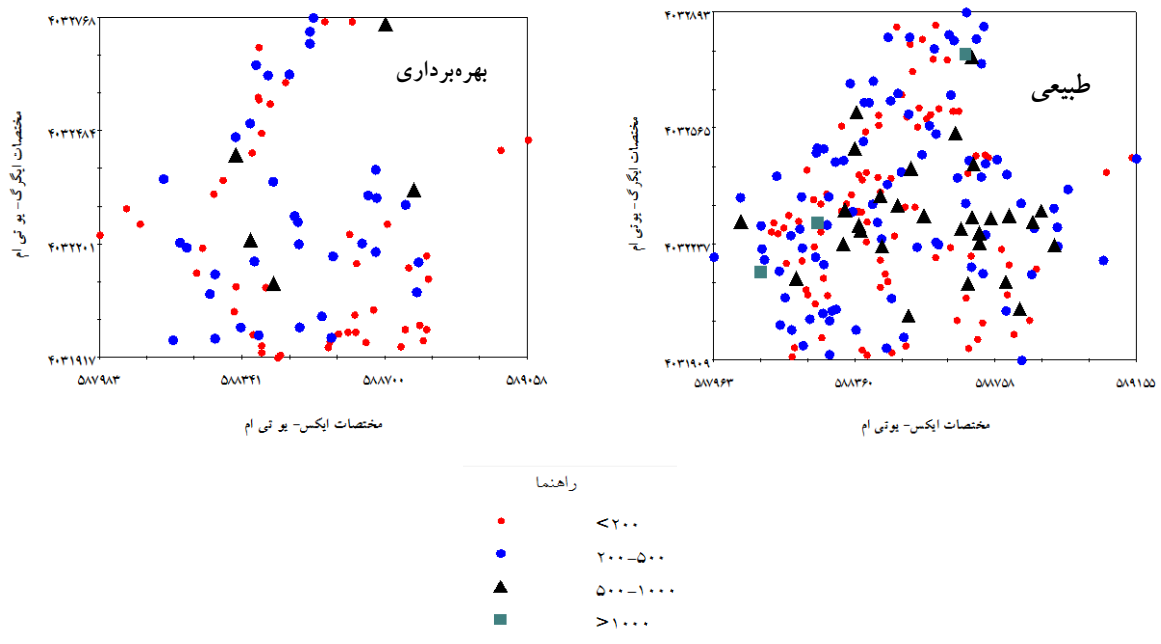 ۴۰۳۲۷۶۸
۴۰۳۲۴۸۴
۴۰۳۲۲۰۱
۴۰۳۱۹۱۷
مختصات ایگرگ- یو تی ام
بهره‌برداری
۵۸۷۹۸۳
۵۸۸۳۴۱
۵۸۸۷۰۰
۵۸۹۰۵۸
مختصات ایکس- یو تی ام
۴۰۳۲۸۹۳
۴۰۳۲۵۶۵
۴۰۳۲۲۳۷
۴۰۳۱۹۰۹
مختصات ایگرگ- یوتی ام
طبیعی
۵۸۷۹۶۳
۵۸۸۳۶۰
۵۸۸۷۵۸
۵۸۹۱۵۵
مختصات ایکس- یوتی ام
راهنما
<۲۰۰
۲۰۰-۵۰۰
۵۰۰-۱۰۰۰
>۱۰۰۰